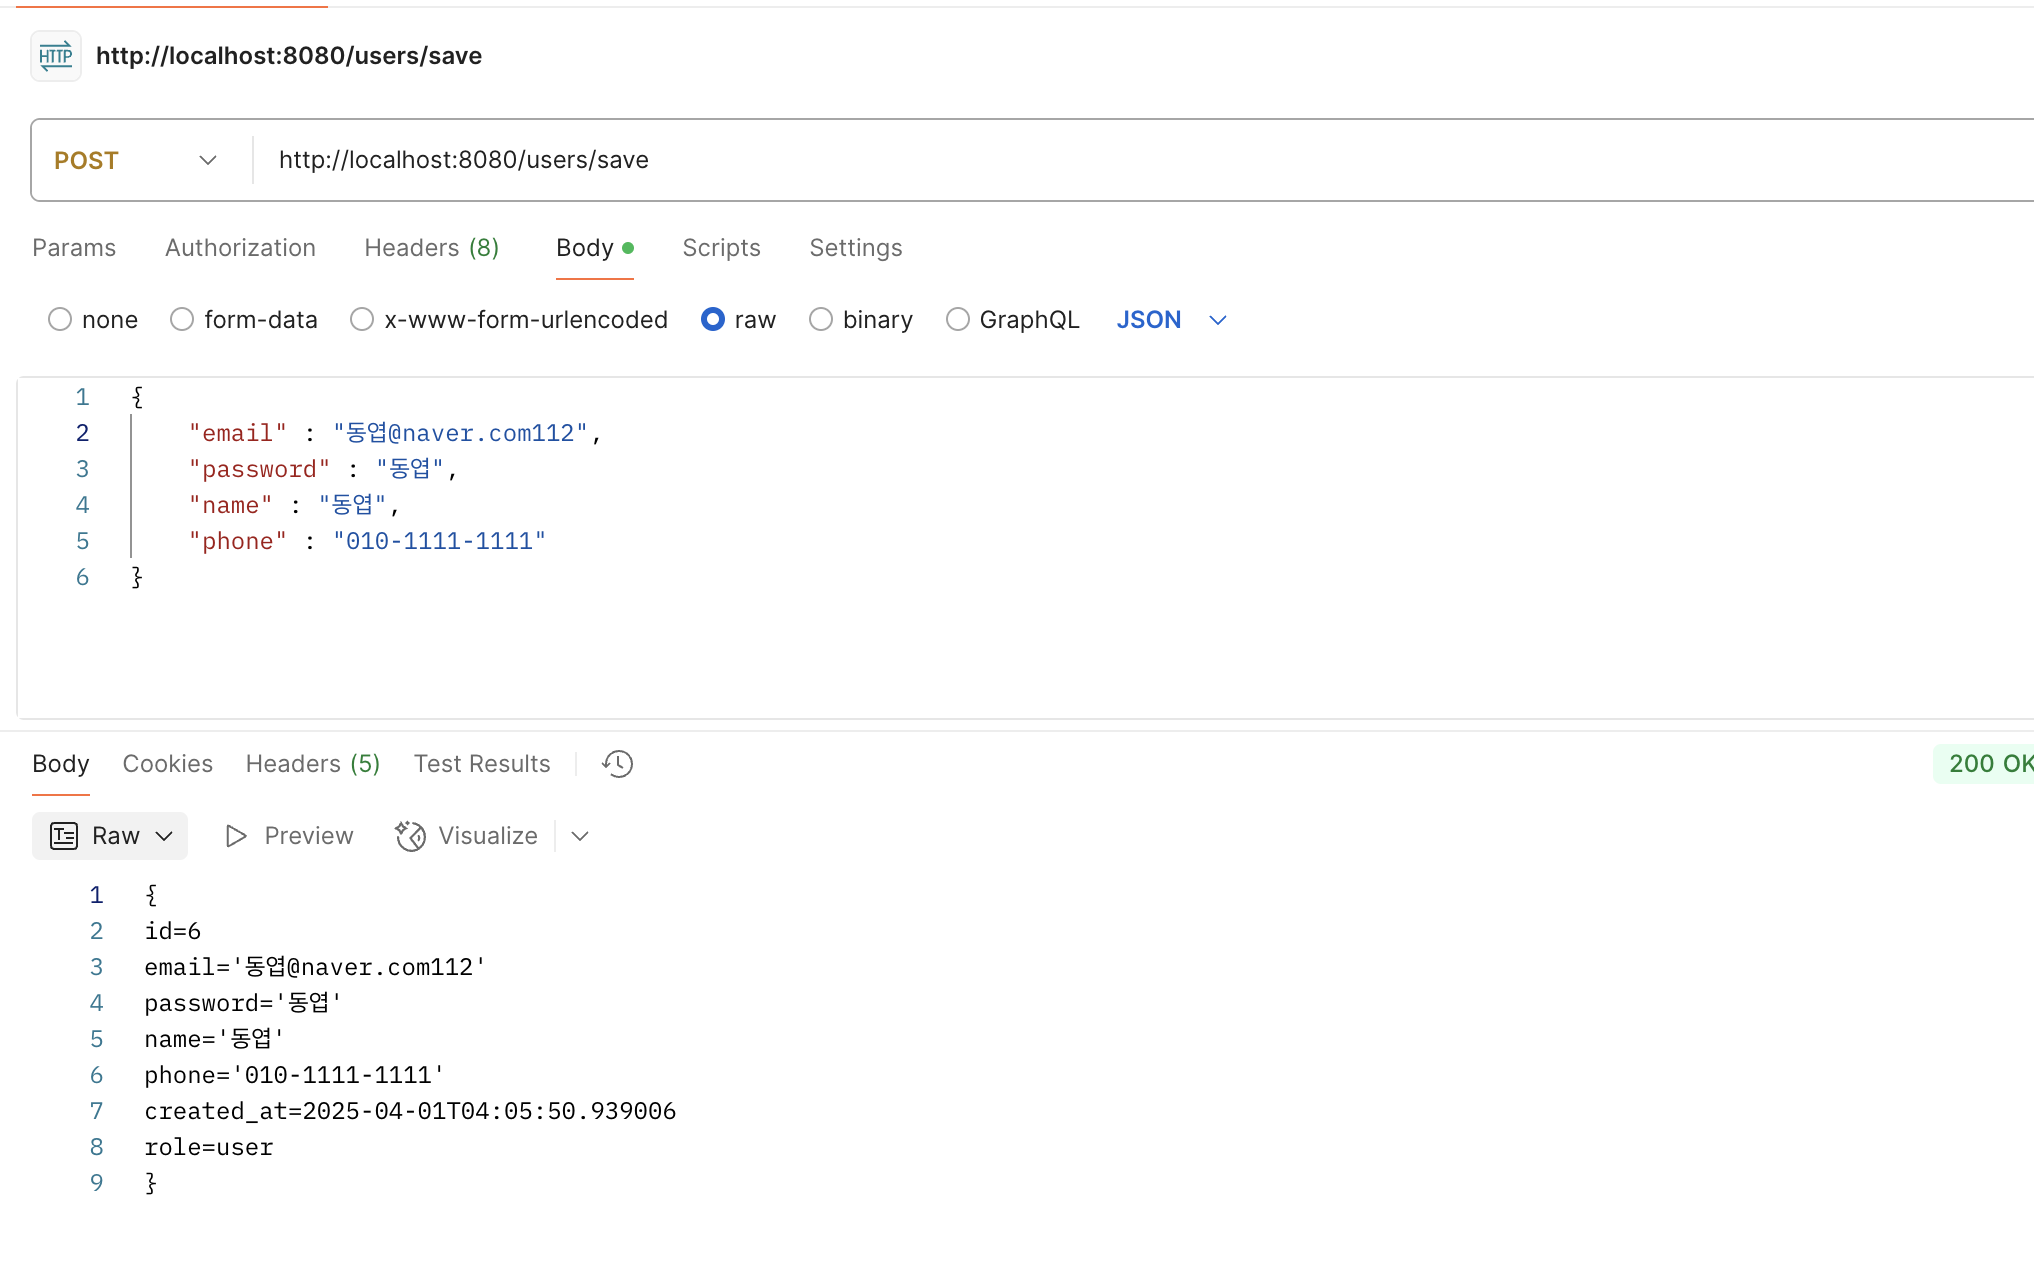 HTTP http://localhost:8080/users/save
POST http://localhost:8080/users/save
Params Authorization Headers (8) Body Scripts Settings
none form-data x-www-form-urlencoded raw binary GraphQL JSON
1 {
2 "email" : "동엽@naver.com112",
3 "password" : "동엽",
4 "name" : "동엽",
5 "phone" : "010-1111-1111"
6 }
Body Cookies Headers (5) Test Results 200 OK
Raw Preview Visualize
1 {
2 id=6
3 email='동엽@naver.com112'
4 password='동엽'
5 name='동엽'
6 phone='010-1111-1111'
7 created_at=2025-04-01T04:05:50.939006
8 role=user
9 }